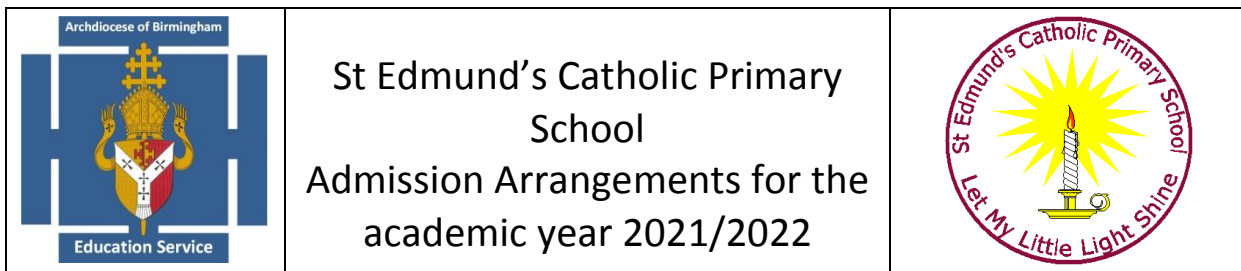 Archdiocese of Birmingham
Education Service
St Edmund’s Catholic Primary
School
Admission Arrangements for the
academic year 2021/2022
St Edmund's Catholic Primary School
Let My Little Light Shine